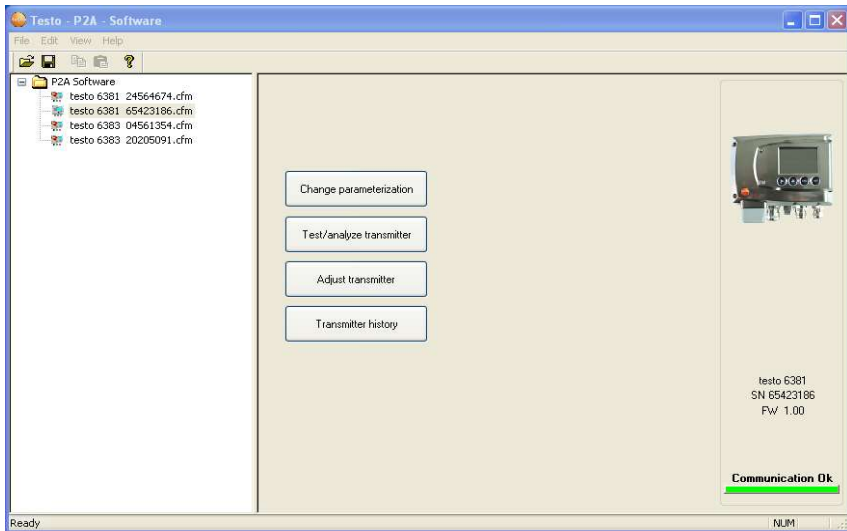 Testo - P2A - Software
File Edit View Help
P2A Software
testo 6381 24564674.cfm
testo 6381 65423186.cfm
testo 6383 04561354.cfm
testo 6383 20205091.cfm
Change parameterization
Test/analyze transmitter
Adjust transmitter
Transmitter history
testo 6381
SN 65423186
FW 1.00
Communication Ok
Ready
NUM